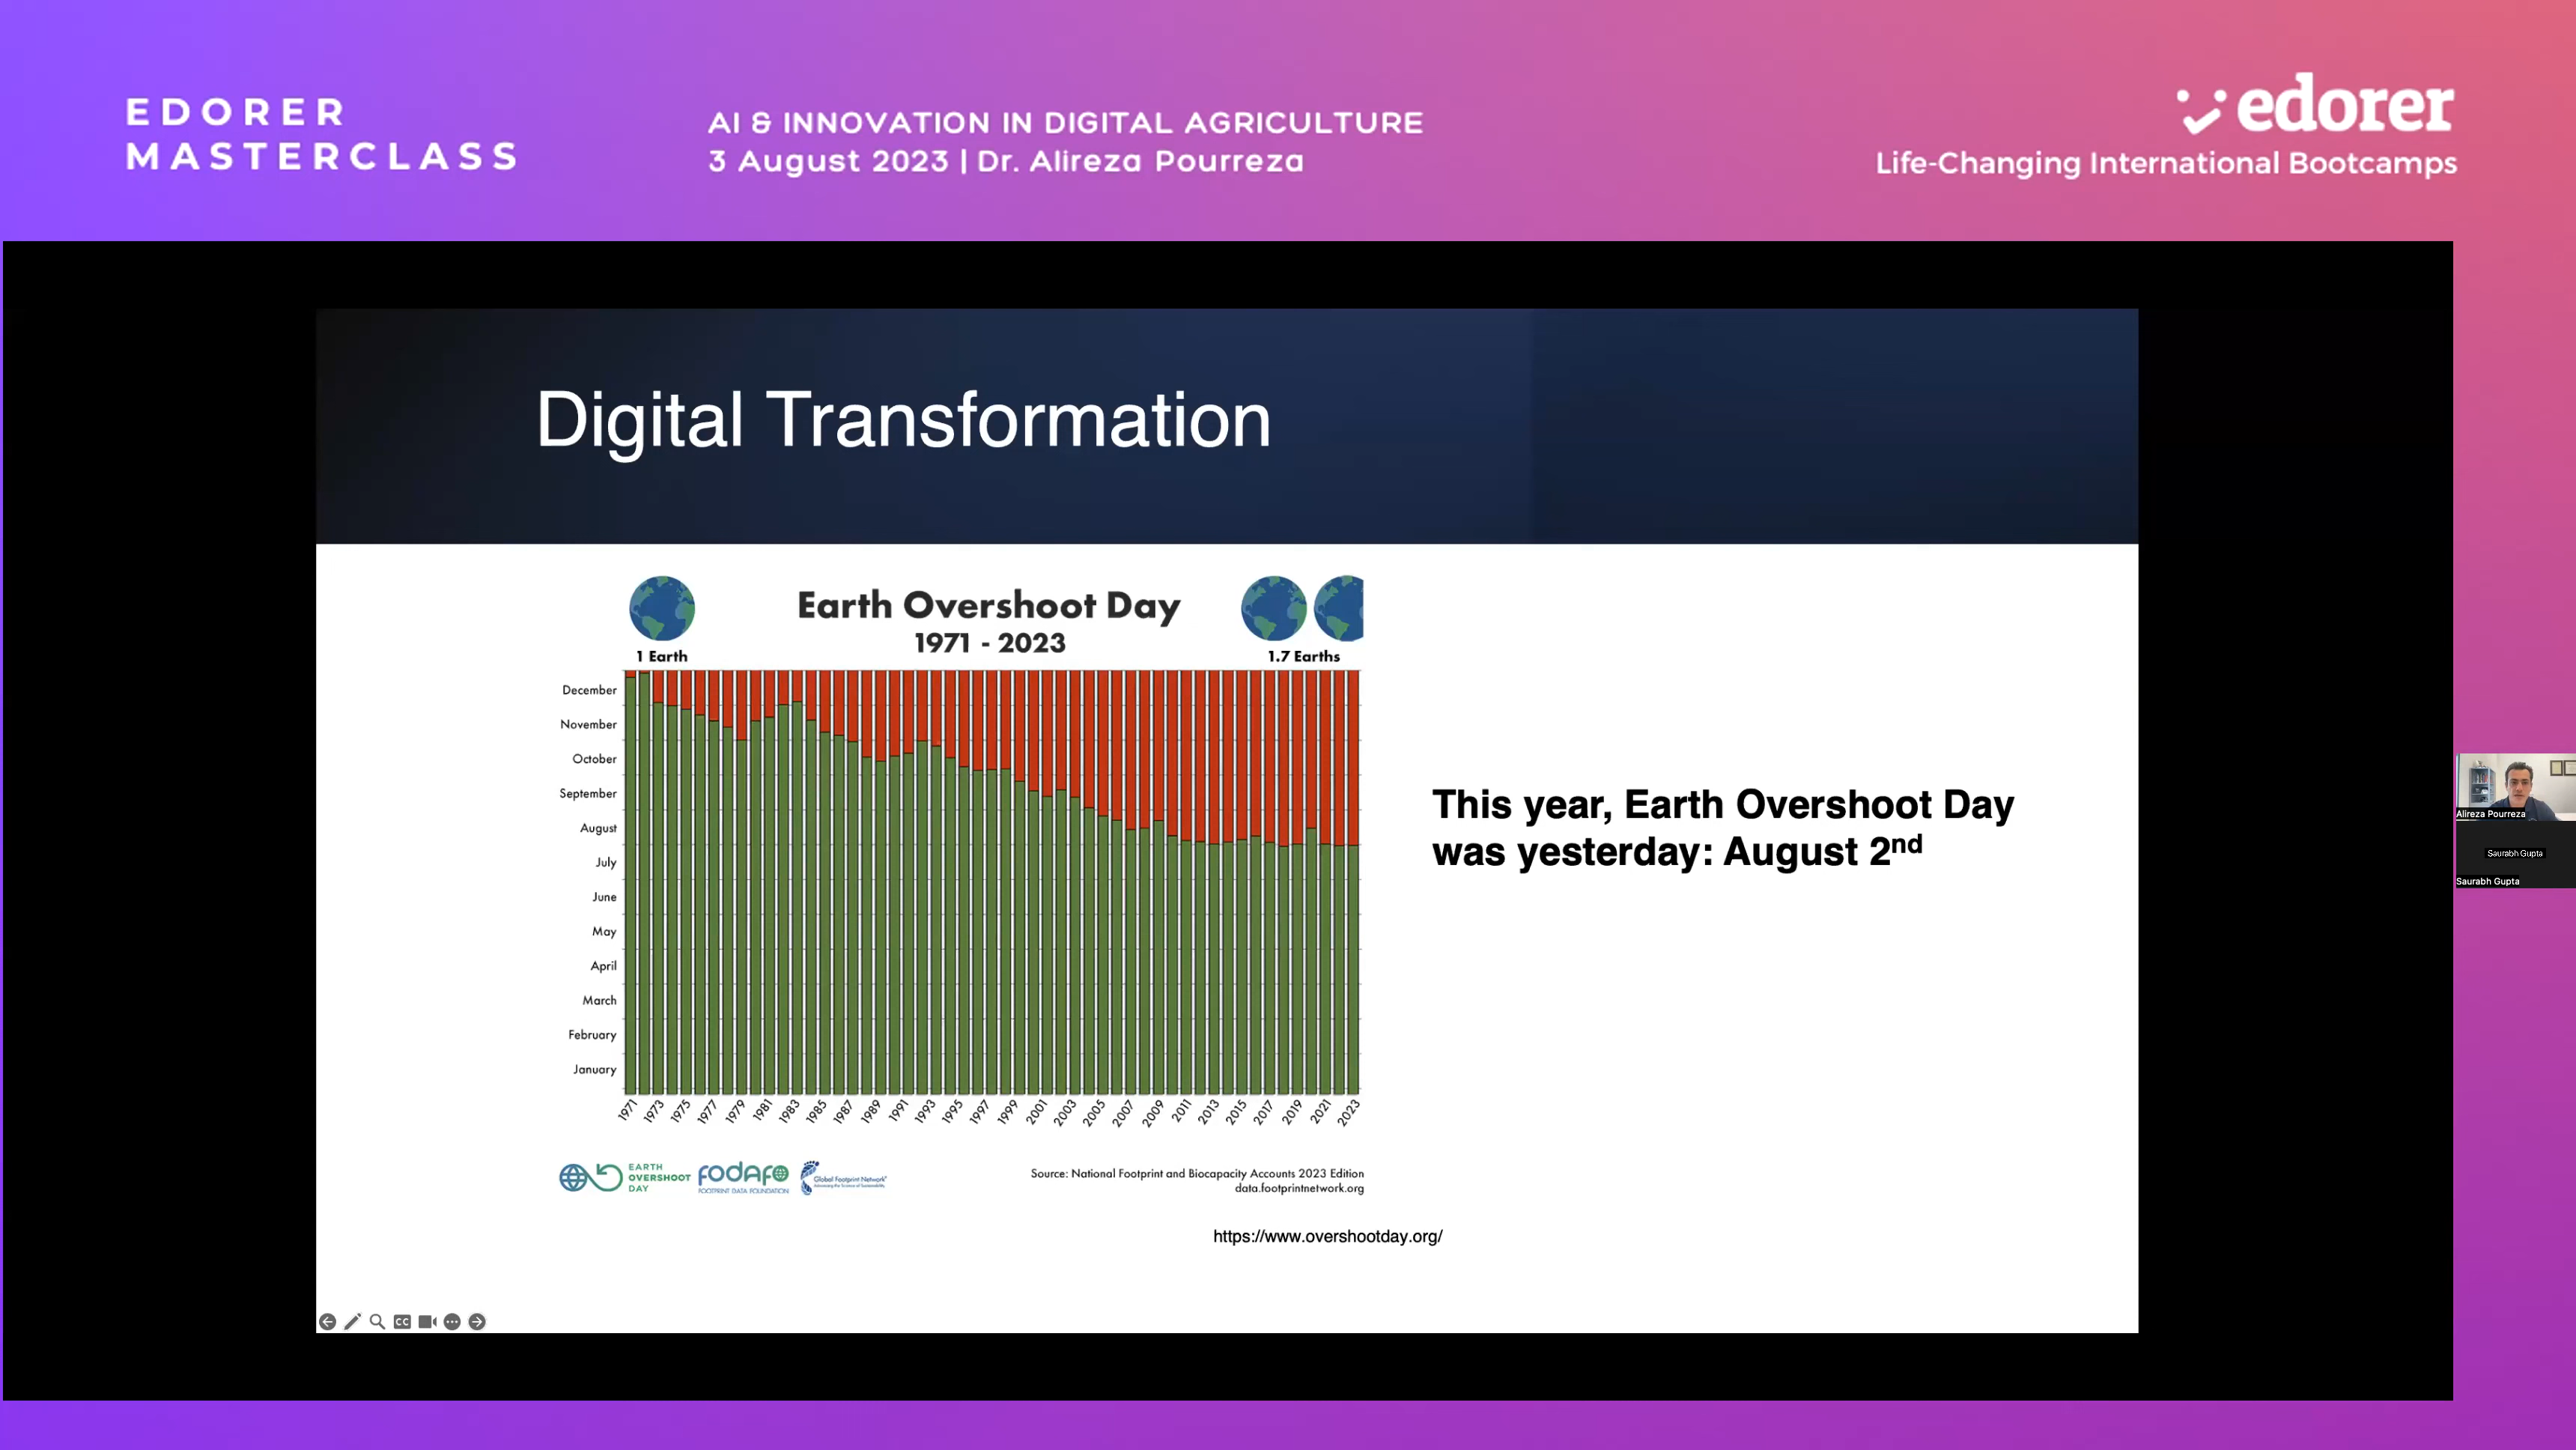 EDORER
MASTERCLASS
AI & INNOVATION IN DIGITAL AGRICULTURE
3 August 2023 | Dr. Alireza Pourreza
edorer
Life-Changing International Bootcamps
Digital Transformation
Earth Overshoot Day
1971 - 2023
1 Earth
1.7 Earths
December
November
October
September
August
July
June
May
April
March
February
January
1971 1973 1975 1977 1979 1981 1983 1985 1987 1989 1991 1993 1995 1997 1999 2001 2003 2005 2007 2009 2011 2013 2015 2017 2019 2021 2023
This year, Earth Overshoot Day
was yesterday: August 2nd
EARTH
OVERSHOOT
DAY
FODAFO
FOOTPRINT DATA FOUNDATION
Global Footprint Network
Source: National Footprint and Biocapacity Accounts 2023 Edition
data.footprintnetwork.org
https://www.overshootday.org/
CC
Alireza Pourreza
Saurabh Gupta
Saurabh Gupta